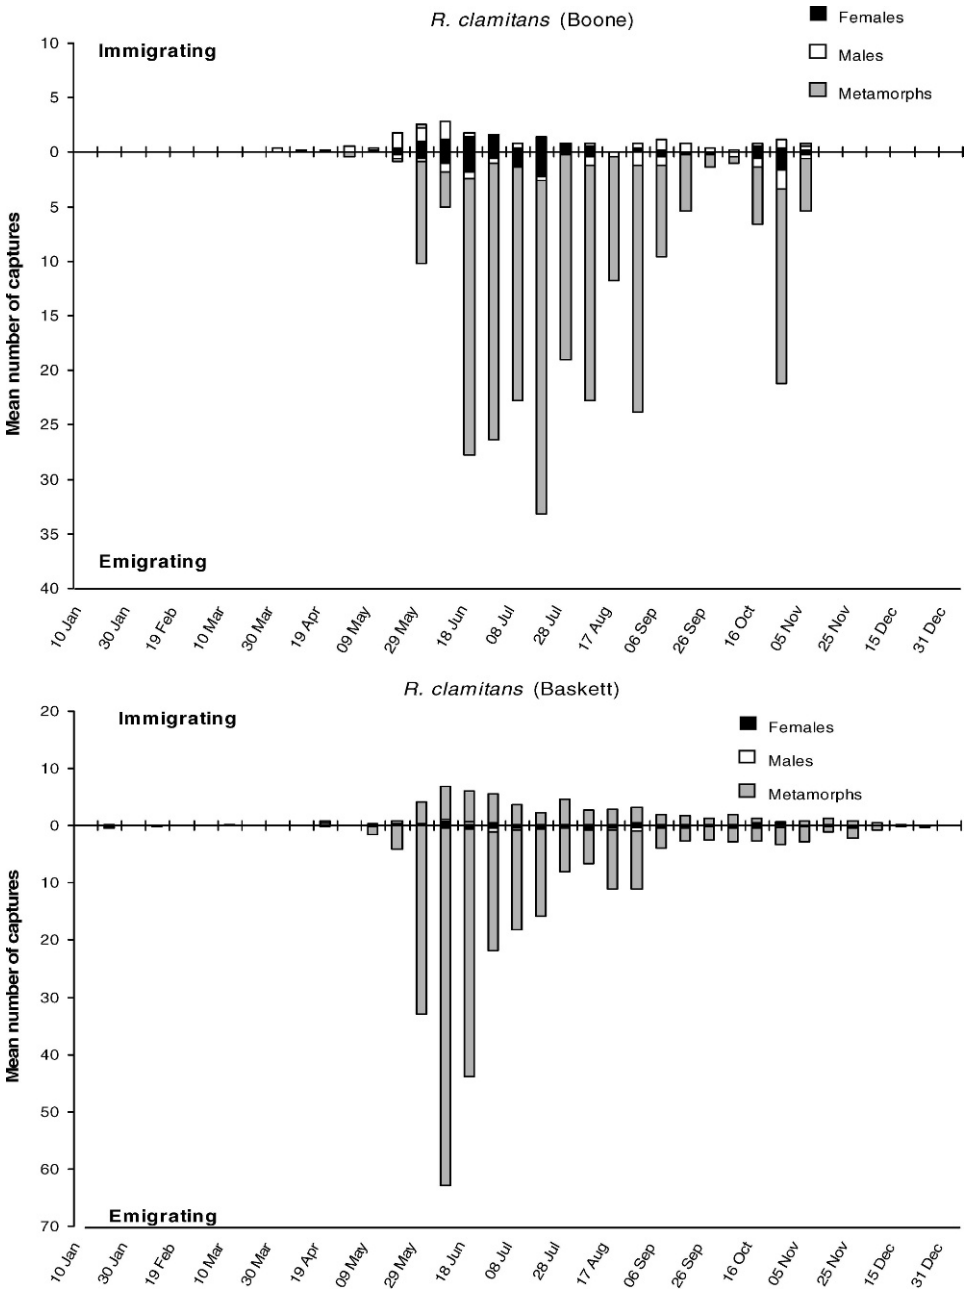 R. clamitans (Boone)
Females
Males
Metamorphs
Immigrating
10
5
0
5
10
15
20
25
30
35
40
Mean number of captures
Emigrating
10 Jan
30 Jan
19 Feb
10 Mar
30 Mar
19 Apr
09 May
29 May
18 Jun
08 Jul
28 Jul
17 Aug
06 Sep
26 Sep
16 Oct
05 Nov
25 Nov
15 Dec
31 Dec
R. clamitans (Baskett)
Females
Males
Metamorphs
Immigrating
20
10
0
10
20
30
40
50
60
70
Mean number of captures
Emigrating
10 Jan
30 Jan
19 Feb
10 Mar
30 Mar
19 Apr
09 May
29 May
18 Jun
08 Jul
28 Jul
17 Aug
06 Sep
26 Sep
16 Oct
05 Nov
25 Nov
15 Dec
31 Dec